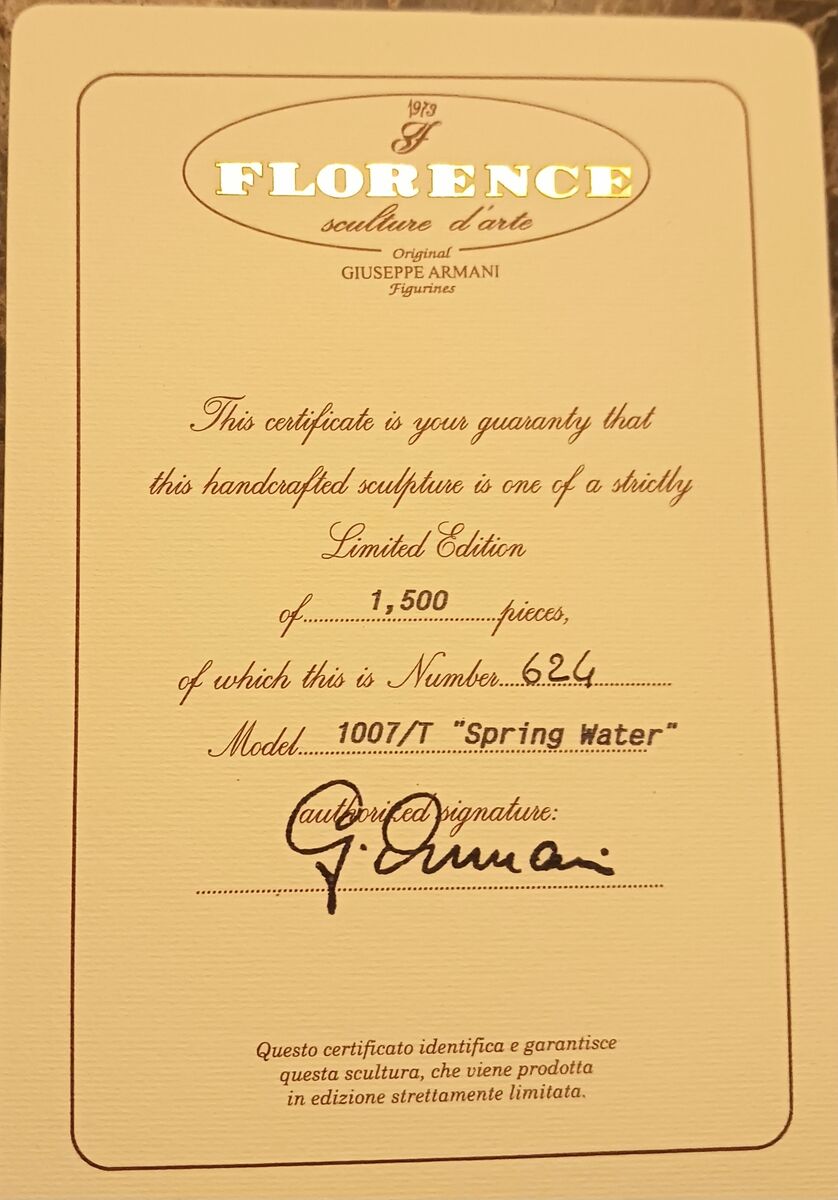 1973
SF
FLORENCE
sculture d'arte
Original
GIUSEPPE ARMANI
Figurines
This certificate is your guaranty that
this handcrafted sculpture is one of a strictly
Limited Edition
of 1,500 pieces,
of which this is Number 624
Model 1007/T "Spring Water"
authorized signature:
G. Armani
Questo certificato identifica e garantisce
questa scultura, che viene prodotta
in edizione strettamente limitata.